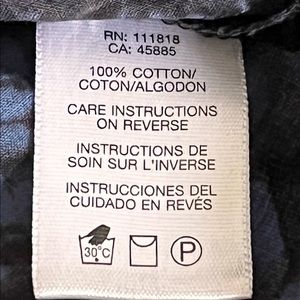 RN: 111818
CA: 45885
100% COTTON/
COTON/ALGODON
CARE INSTRUCTIONS
ON REVERSE
INSTRUCTIONS DE
SOIN SUR L'INVERSE
INSTRUCCIONES DEL
CUIDADO EN REVÉS
30°C
P